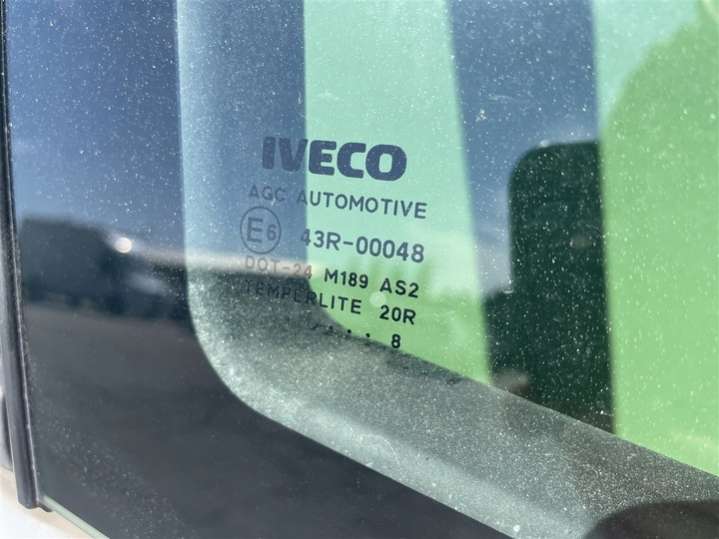 IVECO
AGC AUTOMOTIVE
E6 43R-00048
DOT-24 M189 AS2
TEMPERLITE 20R
. . . . . 8